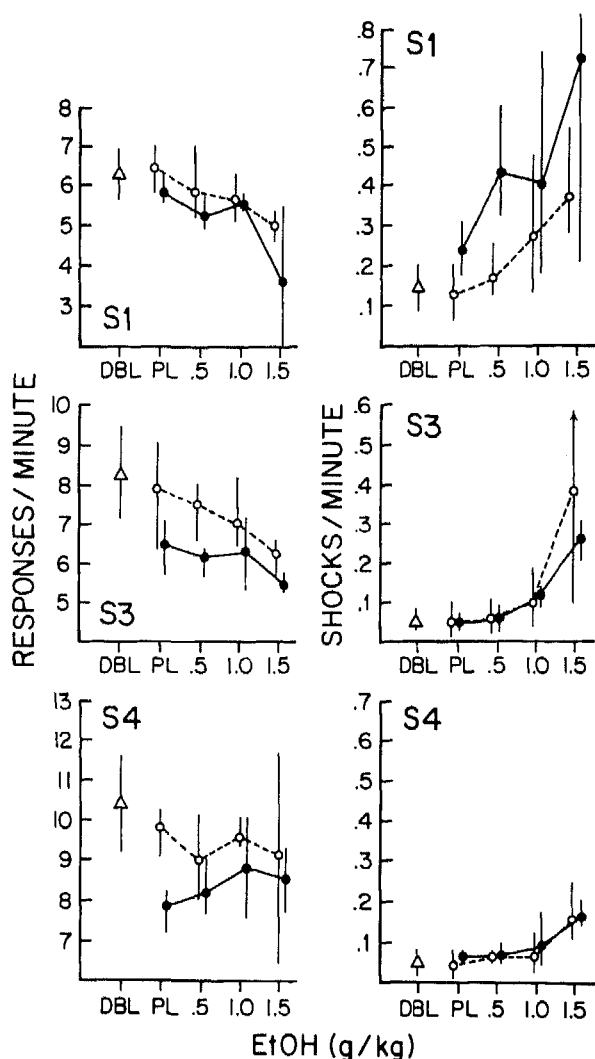 8
7
6
5
4
3
S1
DBL PL .5 1.0 1.5
.8
.7
.6
.5
.4
.3
.2
.1
S1
DBL PL .5 1.0 1.5
RESPONSES/MINUTE
10
9
8
7
6
5
S3
DBL PL .5 1.0 1.5
SHOCKS/MINUTE
.6
.5
.4
.3
.2
.1
S3
DBL PL .5 1.0 1.5
13
12
11
10
9
8
7
S4
DBL PL .5 1.0 1.5
.7
.6
.5
.4
.3
.2
.1
S4
DBL PL .5 1.0 1.5
EtOH (g/kg)